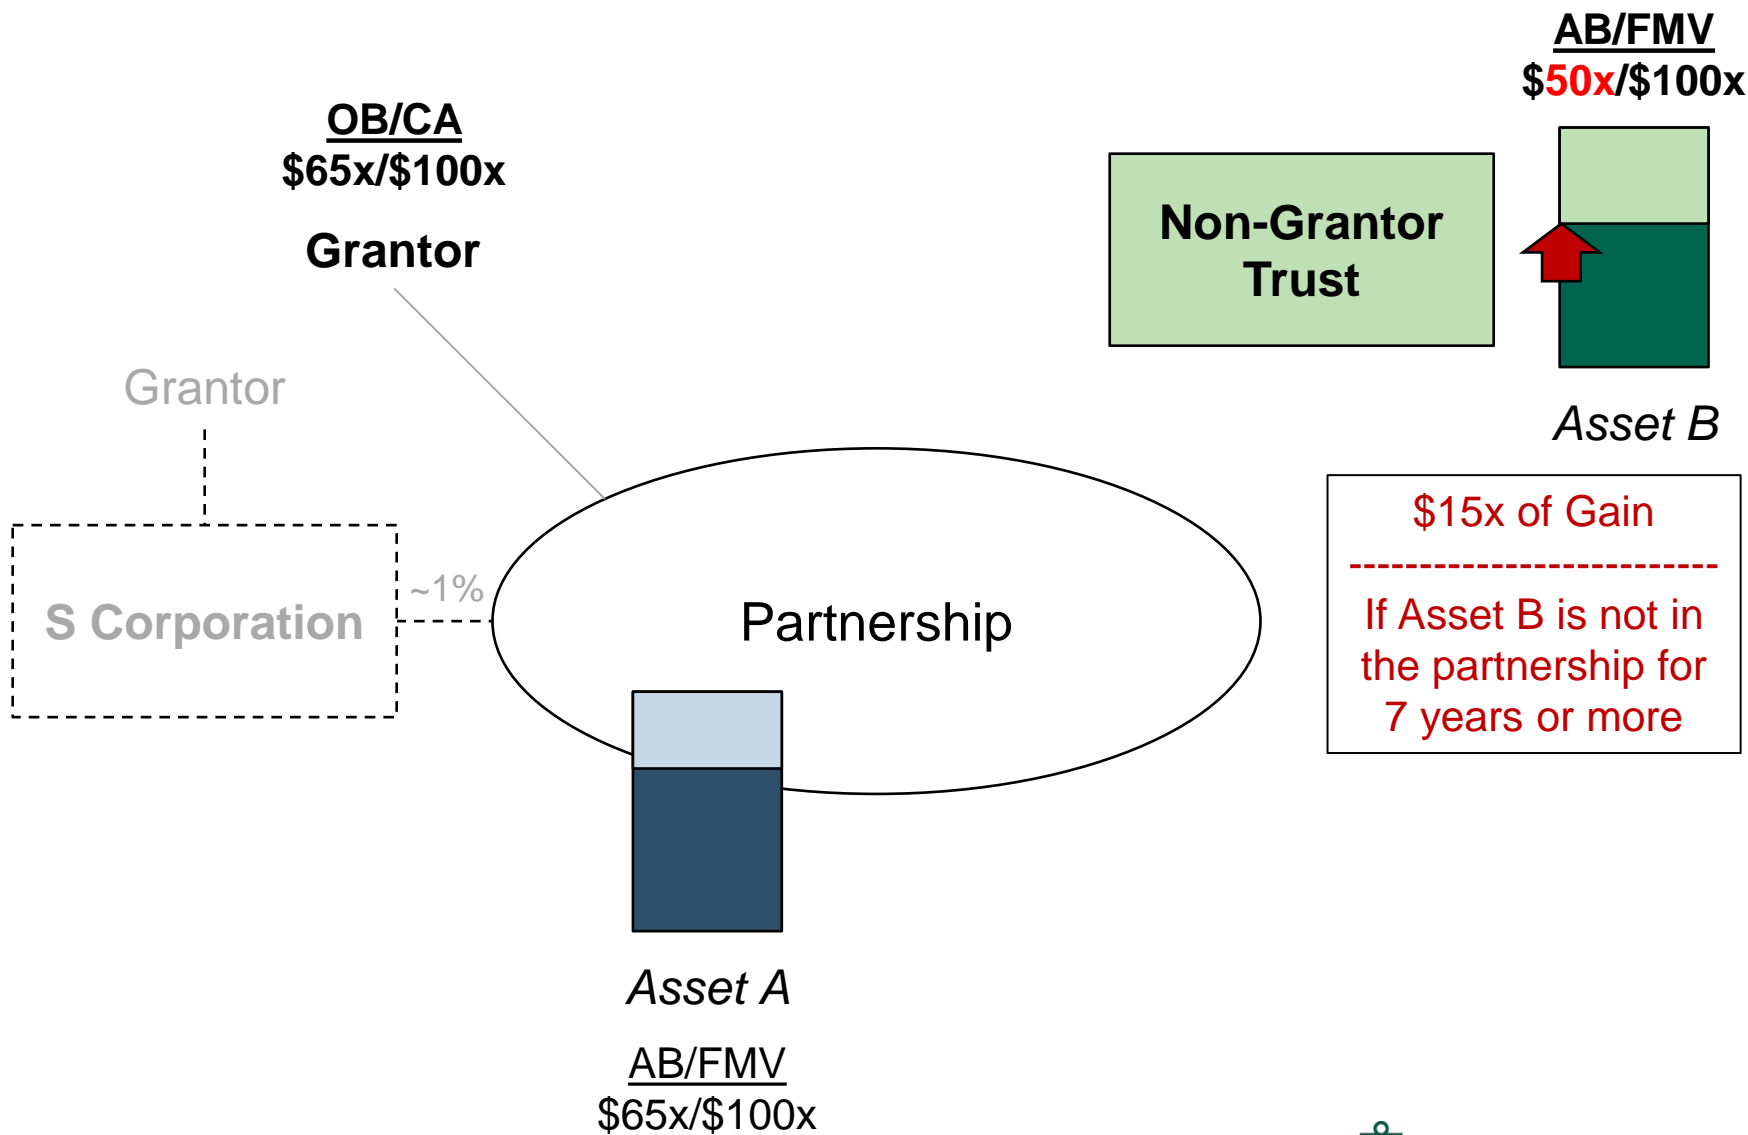 AB/FMV
$50x/$100x
OB/CA
$65x/$100x
Grantor
Non-Grantor
Trust
Grantor
Asset B
S Corporation
~1%
Partnership
$15x of Gain
---------------------------
If Asset B is not in
the partnership for
7 years or more
Asset A
AB/FMV
$65x/$100x